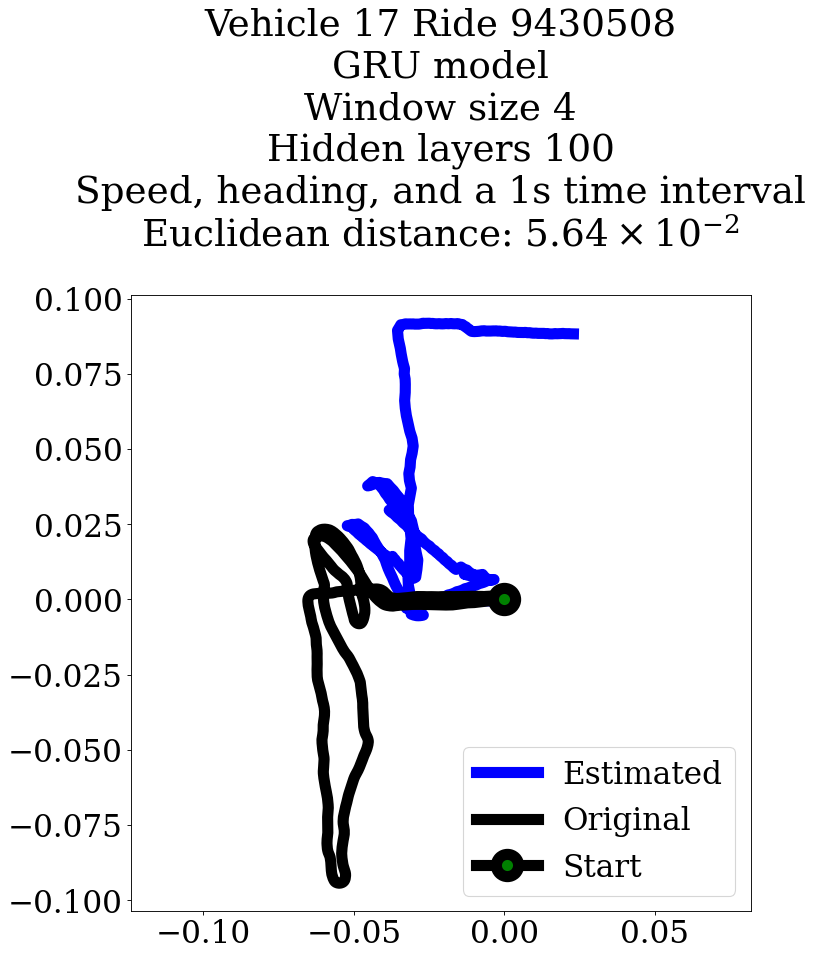 Vehicle 17 Ride 9430508
GRU model
Window size 4
Hidden layers 100
Speed, heading, and a 1s time interval
Euclidean distance: 5.64 × 10⁻²
0.100
0.075
0.050
0.025
0.000
−0.025
−0.050
−0.075
−0.100
Estimated
Original
Start
−0.10 −0.05 0.00 0.05